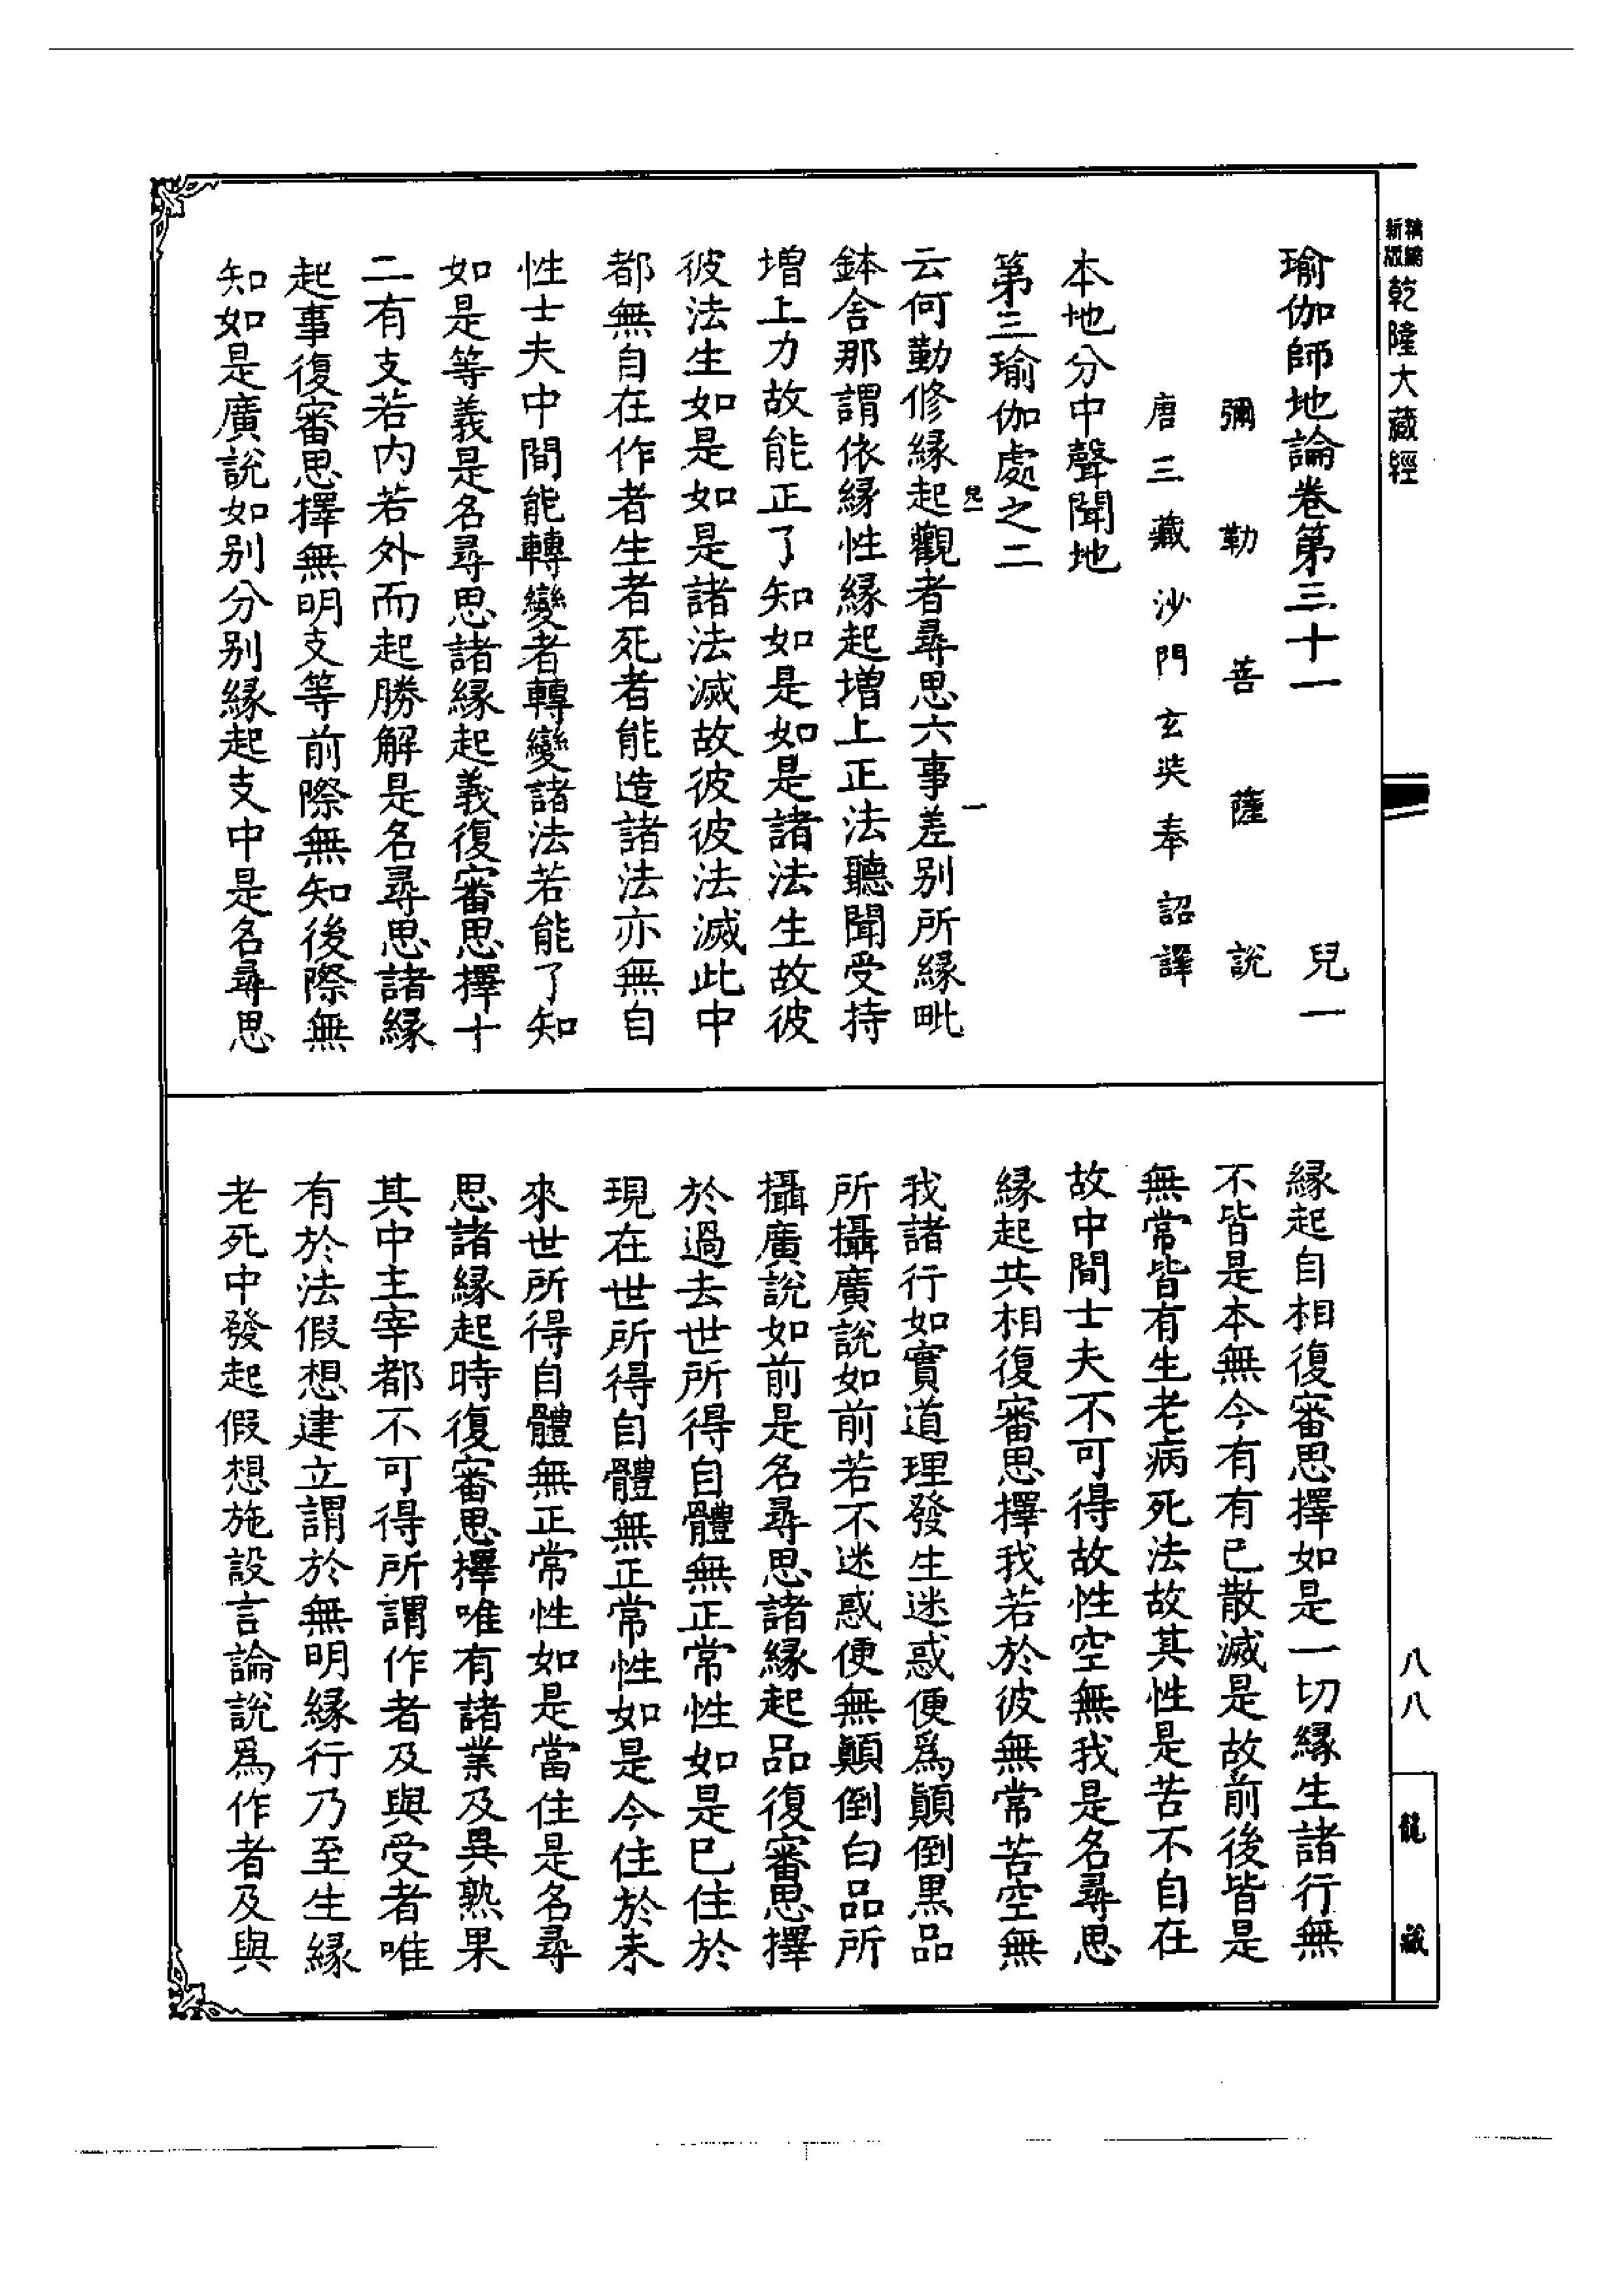 新版精縮乾隆大藏經
瑜伽師地論卷第三十一　兒一
彌勒菩薩說
唐三藏沙門玄奘奉詔譯
本地分中聲聞地
第三瑜伽處之二
云何勤修緣起觀者尋思六事差別所緣毗
兒一
一
鉢舍那謂依緣性緣起增上正法聽聞受持
增上力故能正了知如是如是諸法生故彼
彼法生如是如是諸法滅故彼彼法滅此中
都無自在作者生者死者能造諸法亦無自
性士夫中間能轉變者轉變諸法若能了知
如是等義是名尋思諸緣起義復審思擇十
二有支若內若外而起勝解是名尋思諸緣
起事復審思擇無明支等前際無知後際無
知如是廣說如別分別緣起支中是名尋思
緣起自相復審思擇如是一切緣生諸行無
不皆是本無今有有已散滅是故前後皆是
無常皆有生老病死法故其性是苦不自在
故中間士夫不可得故性空無我是名尋思
緣起共相復審思擇我若於彼無常苦空無
我諸行如實道理發生迷惑便爲顚倒黑品
所攝廣說如前若不迷惑便無顚倒白品所
攝廣說如前是名尋思諸緣起品復審思擇
於過去世所得自體無正常性如是已住於
現在世所得自體無正常性如是今住於未
來世所得自體無正常性如是當住是名尋
思諸緣起時復審思擇唯有諸業及異熟果
其中主宰都不可得所謂作者及與受者唯
有於法假想建立謂於無明緣行乃至生緣
老死中發起假想施設言論說爲作者及與
八八
龍藏